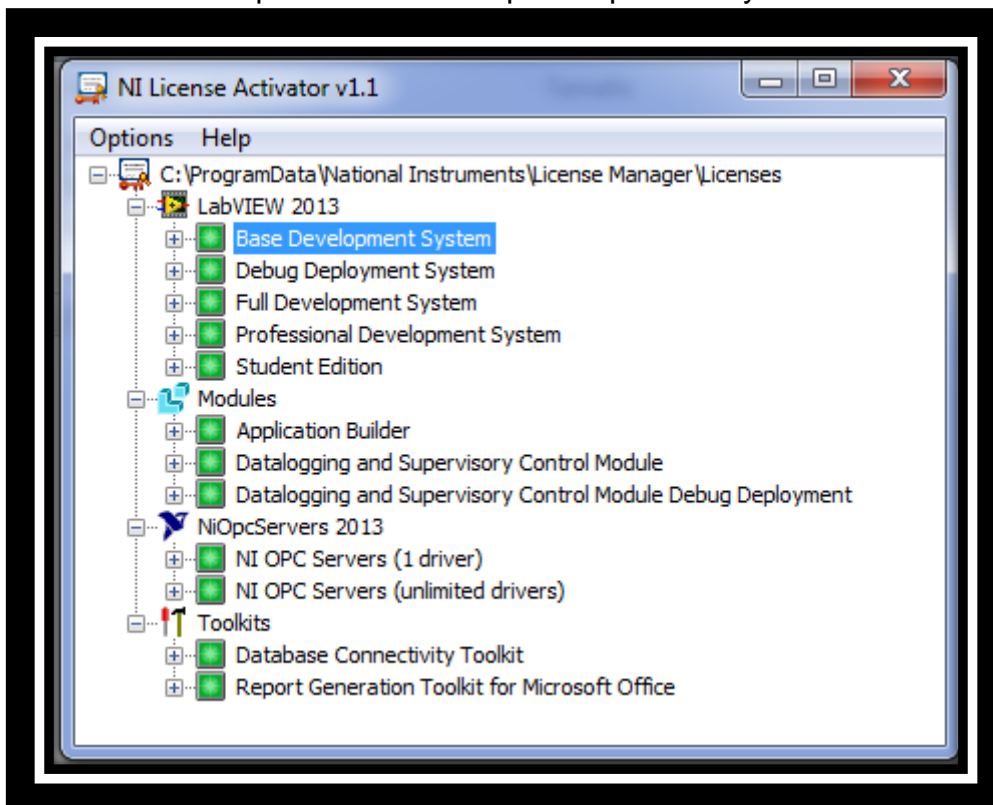 NI License Activator v1.1
Options Help
C:\ProgramData\National Instruments\License Manager\Licenses
LabVIEW 2013
Base Development System
Debug Deployment System
Full Development System
Professional Development System
Student Edition
Modules
Application Builder
Datalogging and Supervisory Control Module
Datalogging and Supervisory Control Module Debug Deployment
NiOpcServers 2013
NI OPC Servers (1 driver)
NI OPC Servers (unlimited drivers)
Toolkits
Database Connectivity Toolkit
Report Generation Toolkit for Microsoft Office